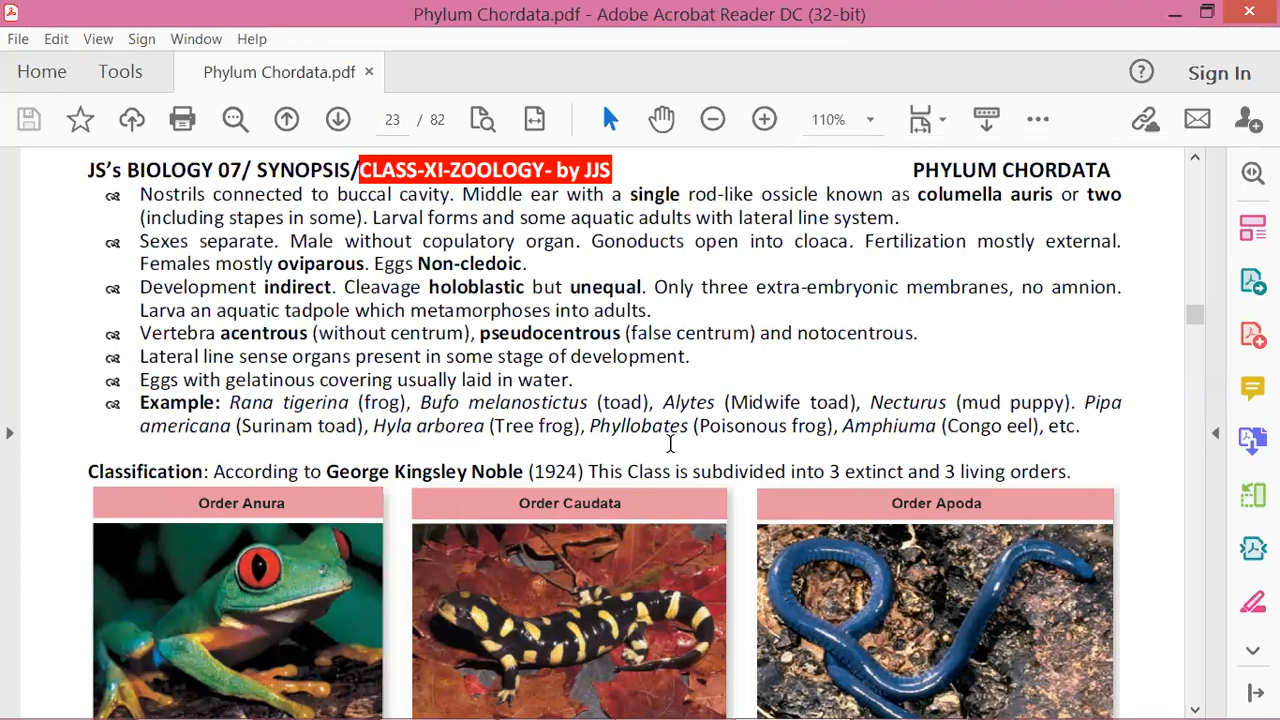 Phylum Chordata.pdf - Adobe Acrobat Reader DC (32-bit)
File Edit View Sign Window Help
Home Tools Phylum Chordata.pdf × Sign In
23 / 82 110%
JS's BIOLOGY 07/ SYNOPSIS/CLASS-XI-ZOOLOGY- by JJS PHYLUM CHORDATA
Nostrils connected to buccal cavity. Middle ear with a single rod-like ossicle known as columella auris or two
(including stapes in some). Larval forms and some aquatic adults with lateral line system.
Sexes separate. Male without copulatory organ. Gonoducts open into cloaca. Fertilization mostly external.
Females mostly oviparous. Eggs Non-cledoic.
Development indirect. Cleavage holoblastic but unequal. Only three extra-embryonic membranes, no amnion.
Larva an aquatic tadpole which metamorphoses into adults.
Vertebra acentrous (without centrum), pseudocentrous (false centrum) and notocentrous.
Lateral line sense organs present in some stage of development.
Eggs with gelatinous covering usually laid in water.
Example: Rana tigerina (frog), Bufo melanostictus (toad), Alytes (Midwife toad), Necturus (mud puppy). Pipa
americana (Surinam toad), Hyla arborea (Tree frog), Phyllobates (Poisonous frog), Amphiuma (Congo eel), etc.
Classification: According to George Kingsley Noble (1924) This Class is subdivided into 3 extinct and 3 living orders.
Order Anura Order Caudata Order Apoda